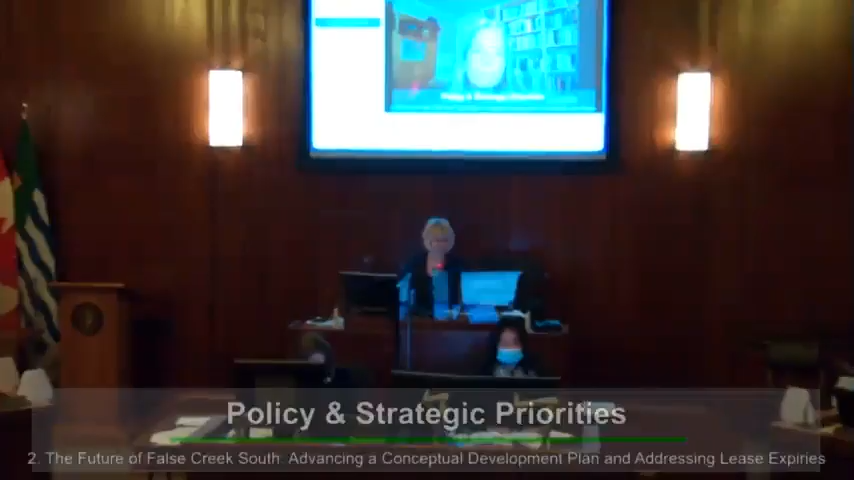 Policy & Strategic Priorities
2. The Future of False Creek South: Advancing a Conceptual Development Plan and Addressing Lease Expiries